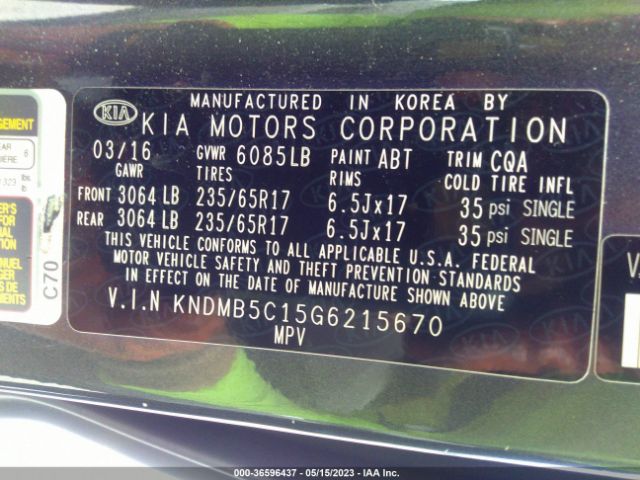 KIA
MANUFACTURED IN KOREA BY
KIA MOTORS CORPORATION
03/16 GVWR 6085LB PAINT ABT TRIM CQA
GAWR TIRES RIMS COLD TIRE INFL
FRONT 3064 LB 235/65R17 6.5Jx17 35 psi SINGLE
REAR 3064 LB 235/65R17 6.5Jx17 35 psi SINGLE
THIS VEHICLE CONFORMS TO ALL APPLICABLE U.S.A. FEDERAL
MOTOR VEHICLE SAFETY AND THEFT PREVENTION STANDARDS
IN EFFECT ON THE DATE OF MANUFACTURE SHOWN ABOVE
V.I.N KNDMB5C15G6215670
MPV
C70
000-36596437 - 05/15/2023 - IAA Inc.